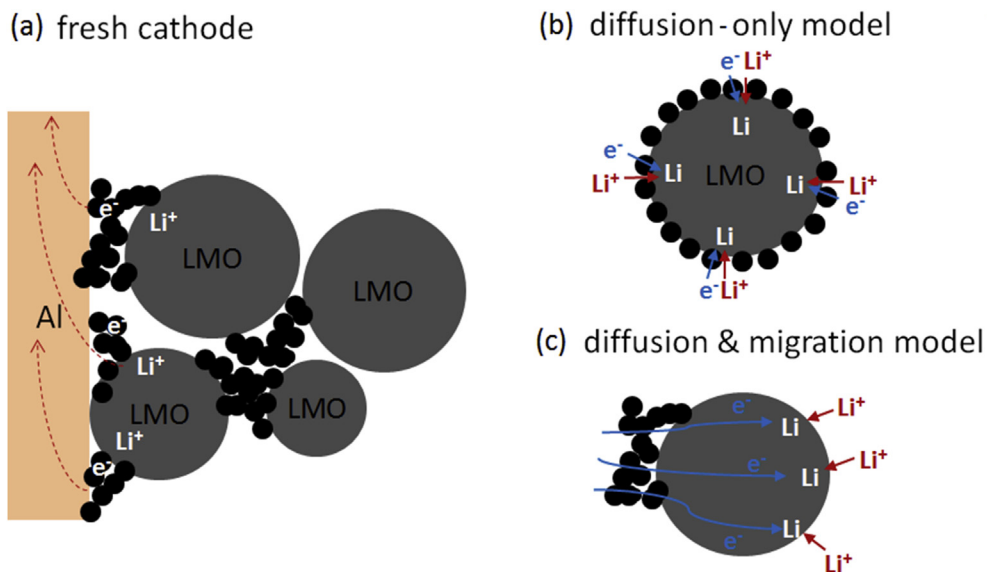 (a) fresh cathode
e⁻
Li⁺
LMO
LMO
Al
e⁻
Li⁺
LMO
LMO
Li⁺
e⁻
(b) diffusion-only model
e⁻ Li⁺
Li
e⁻
Li⁺
Li
LMO
Li
Li⁺
e⁻
Li
e⁻ Li⁺
(c) diffusion & migration model
e⁻
Li⁺
Li
e⁻
Li
Li⁺
Li
e⁻
Li⁺